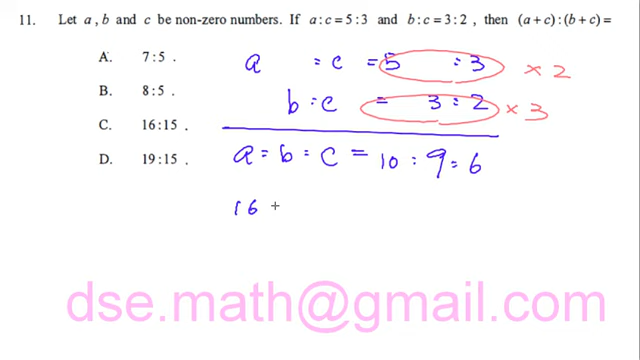 11. Let a, b and c be non-zero numbers. If a : c = 5 : 3 and b : c = 3 : 2, then (a + c) : (b + c) =
A. 7 : 5 .
B. 8 : 5 .
C. 16 : 15 .
D. 19 : 15 .
a : c = 5 : 3 × 2
b : c = 3 : 2 × 3
a : b : c = 10 : 9 : 6
16 +
dse.math@gmail.com